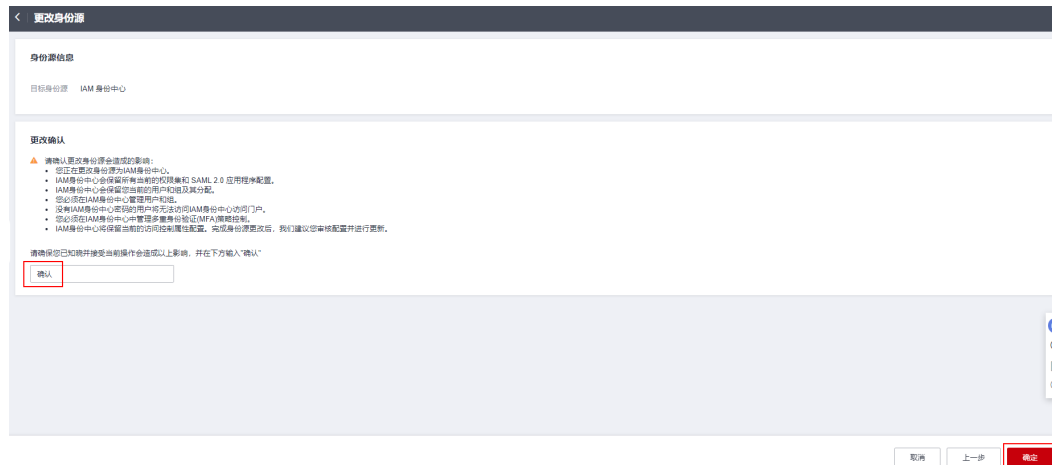 更改身份源
身份源信息
目标身份源 IAM 身份中心
更改确认
请确认更改身份源会造成的影响：
• 您正在更改身份源为IAM身份中心。
• IAM身份中心会保留所有当前的权限集和 SAML 2.0 应用程序配置。
• IAM身份中心会保留您当前的用户和组及其分配。
• 您必须在IAM身份中心管理用户和组。
• 没有IAM身份中心密码的用户将无法访问IAM身份中心访问门户。
• 您必须在IAM身份中心中管理多重身份验证(MFA)策略控制。
• IAM身份中心将保留当前的访问控制属性配置。完成身份源更改后，我们建议您审核配置并进行更新。
请确保您已知晓并接受当前操作会造成以上影响，并在下方输入"确认"
确认
取消 上一步 确定